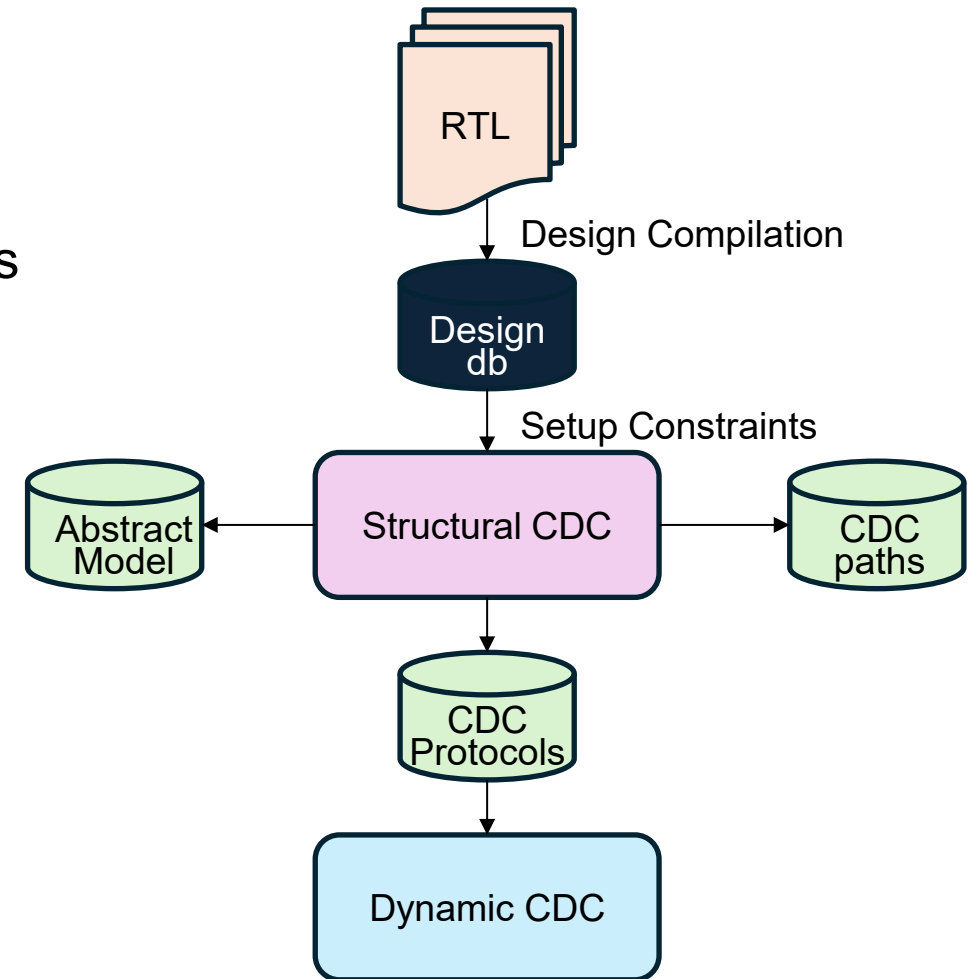 RTL
Design Compilation
s
Design
db
Setup Constraints
Abstract
Model
Structural CDC
CDC
paths
CDC
Protocols
Dynamic CDC